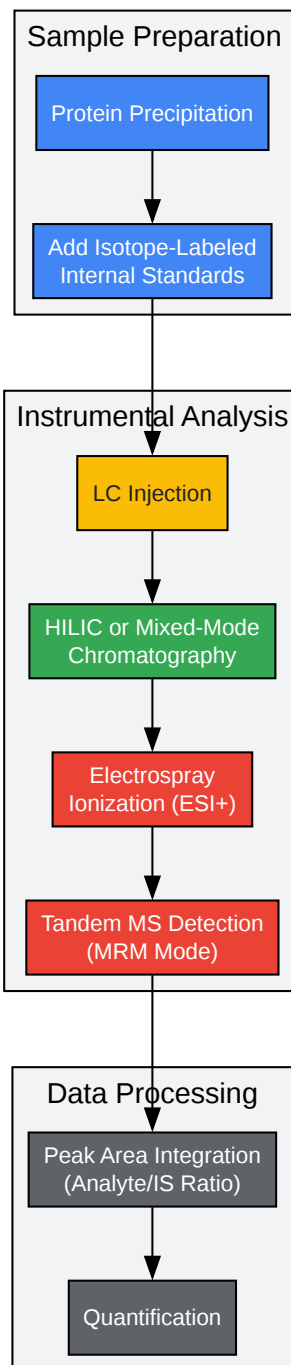 Sample Preparation
Protein Precipitation
Add Isotope-Labeled
Internal Standards
Instrumental Analysis
LC Injection
HILIC or Mixed-Mode
Chromatography
Electrospray
Ionization (ESI+)
Tandem MS Detection
(MRM Mode)
Data Processing
Peak Area Integration
(Analyte/IS Ratio)
Quantification